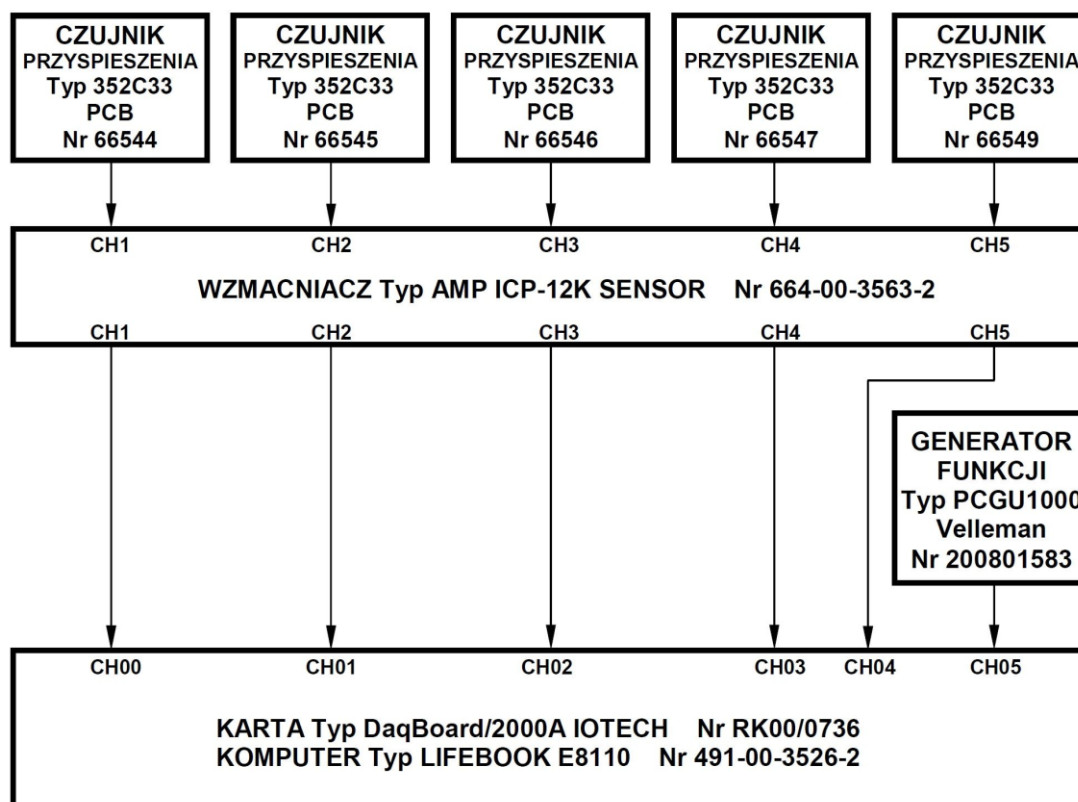 CZUJNIK
PRZYSPIESZENIA
Typ 352C33
PCB
Nr 66544
CZUJNIK
PRZYSPIESZENIA
Typ 352C33
PCB
Nr 66545
CZUJNIK
PRZYSPIESZENIA
Typ 352C33
PCB
Nr 66546
CZUJNIK
PRZYSPIESZENIA
Typ 352C33
PCB
Nr 66547
CZUJNIK
PRZYSPIESZENIA
Typ 352C33
PCB
Nr 66549
CH1 CH2 CH3 CH4 CH5
WZMACNIACZ Typ AMP ICP-12K SENSOR Nr 664-00-3563-2
CH1 CH2 CH3 CH4 CH5
GENERATOR
FUNKCJI
Typ PCGU1000
Velleman
Nr 200801583
CH00 CH01 CH02 CH03 CH04 CH05
KARTA Typ DaqBoard/2000A IOTECH Nr RK00/0736
KOMPUTER Typ LIFEBOOK E8110 Nr 491-00-3526-2